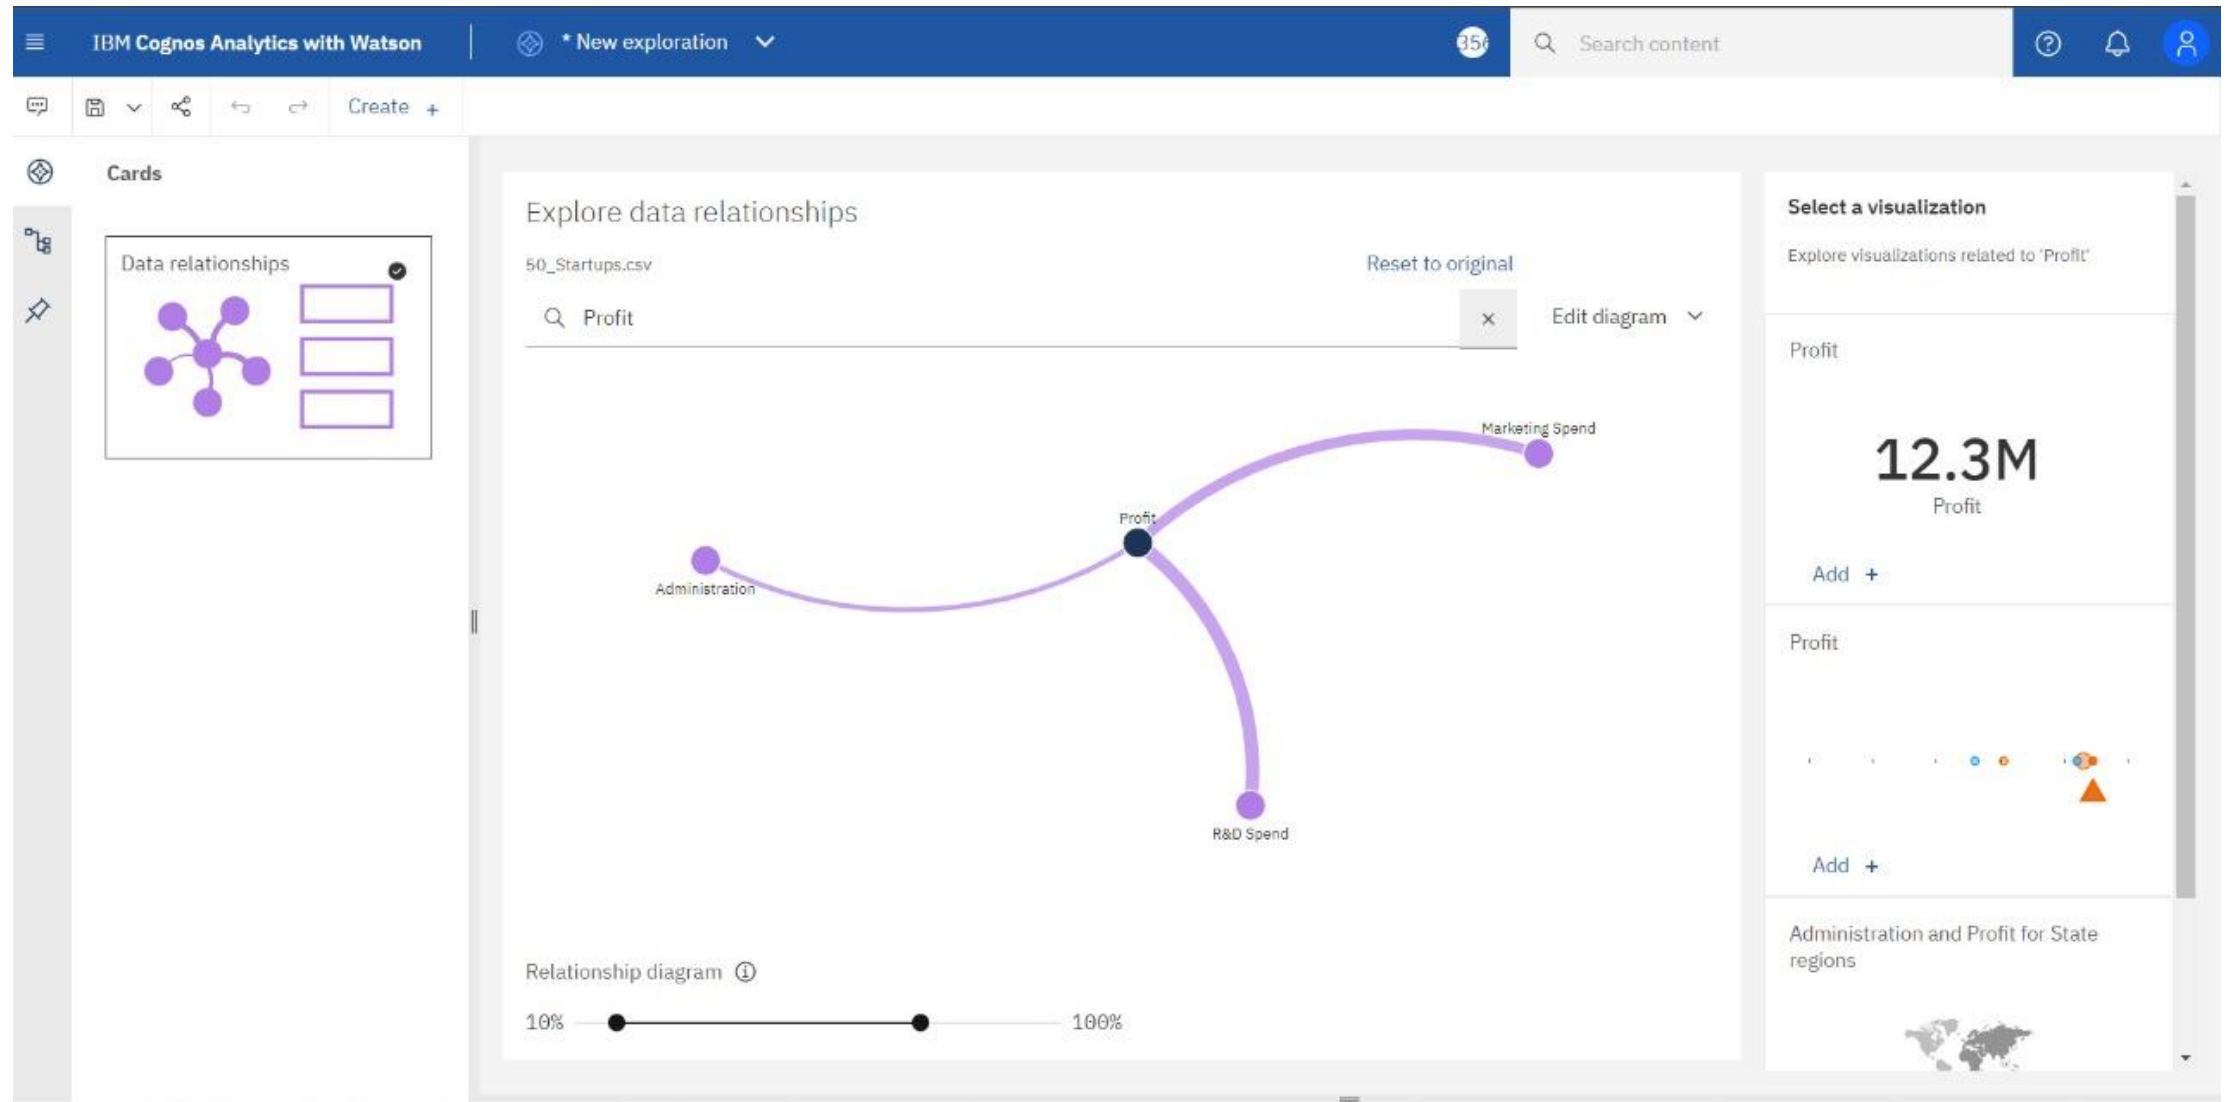 IBM Cognos Analytics with Watson
* New exploration
356
Search content
Create +
Cards
Data relationships
Explore data relationships
50_Startups.csv
Reset to original
Profit
Edit diagram
Marketing Spend
Profit
Administration
R&D Spend
Relationship diagram
10%
100%
Select a visualization
Explore visualizations related to 'Profit'
Profit
12.3M
Profit
Add +
Profit
Add +
Administration and Profit for State
regions